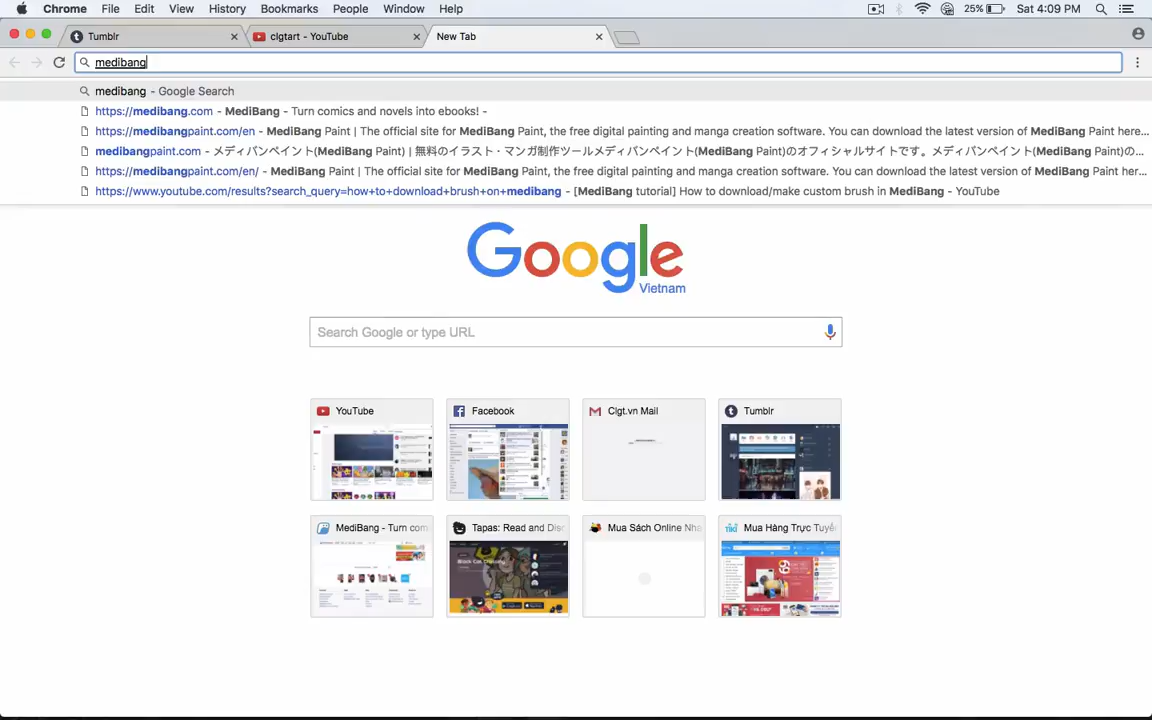 Chrome File Edit View History Bookmarks People Window Help 25% Sat 4:09 PM
Tumblr clgtart - YouTube New Tab
medibang
medibang - Google Search
https://medibang.com - MediBang - Turn comics and novels into ebooks! -
https://medibangpaint.com/en - MediBang Paint | The official site for MediBang Paint, the free digital painting and manga creation software. You can download the latest version of MediBang Paint here...
medibangpaint.com - メディバンペイント(MediBang Paint) | 無料のイラスト・マンガ制作ツールメディバンペイント(MediBang Paint)のオフィシャルサイトです。メディバンペイント(MediBang Paint)の...
https://medibangpaint.com/en/ - MediBang Paint | The official site for MediBang Paint, the free digital painting and manga creation software. You can download the latest version of MediBang Paint her...
https://www.youtube.com/results?search_query=how+to+download+brush+on+medibang - [MediBang tutorial] How to download/make custom brush in MediBang - YouTube
Google
Vietnam
Search Google or type URL
YouTube Facebook Clgt.vn Mail Tumblr
MediBang - Turn com Tapas: Read and Disc Mua Sách Online Nha Mua Hàng Trực Tuyế